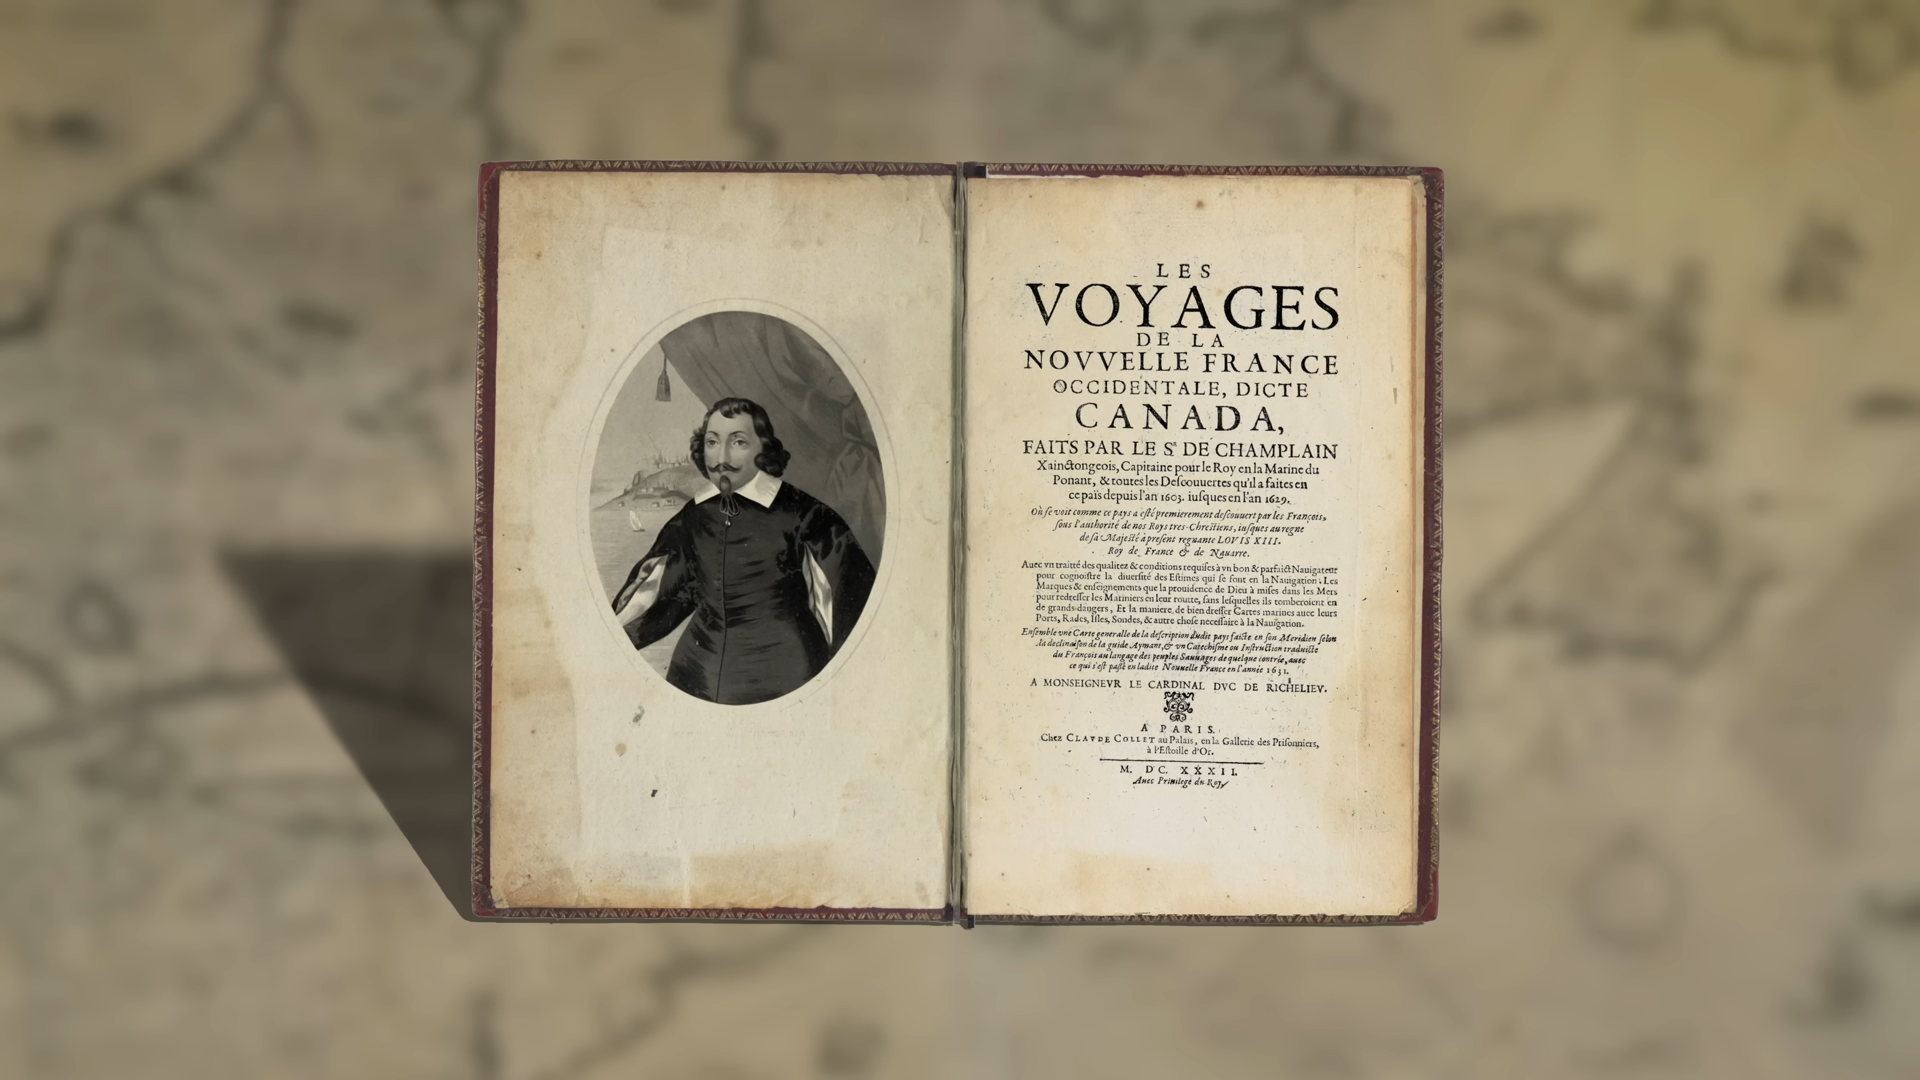 LES
VOYAGES
DE LA
NOVVELLE FRANCE
OCCIDENTALE, DICTE
CANADA,
FAITS PAR LE Sʳ DE CHAMPLAIN
Xainctongeois, Capitaine pour le Roy en la Marine du
Ponant, & toutes les Descouuertes qu'il a faites en
ce païs depuis l'an 1603. iusques en l'an 1629.
Où se voit comme ce pays a esté premierement descouuert par les François,
sous l'authorité de nos Roys tres-Chrestiens, iusques au regne
de sa Majesté à present regnante LOVIS XIII.
Roy de France & de Nauarre.
Auec vn traitté des qualitez & conditions requises à vn bon & parfaict Nauigateur
pour cognoistre la diuersité des Estimes qui se font en la Nauigation: Les
Marques & enseignements que la prouidence de Dieu à mises dans les Mers
pour redresser les Mariniers en leur routte, sans lesquelles ils tomberoient en
de grands dangers, Et la maniere de bien dresser Cartes marines auec leurs
Ports, Rades, Isles, Sondes, & autre chose necessaire à la Nauigation.
Ensemble vne Carte generalle de la description dudit pays faicte en son Meridien selon
la declinaison de la guide Aymant, & vn Catechisme ou Instruction traduicte
du François au langage des peuples Sauuages de quelque contrée, auec
ce qui s'est passé en ladite Nouuelle France en l'année 1631.
A MONSEIGNEVR LE CARDINAL DVC DE RICHELIEV.
A PARIS.
Chez CLAVDE COLLET au Palais, en la Gallerie des Prisonniers,
à l'Estoille d'Or.
M. DC. XXXII.
Auec Priuilege du Roy